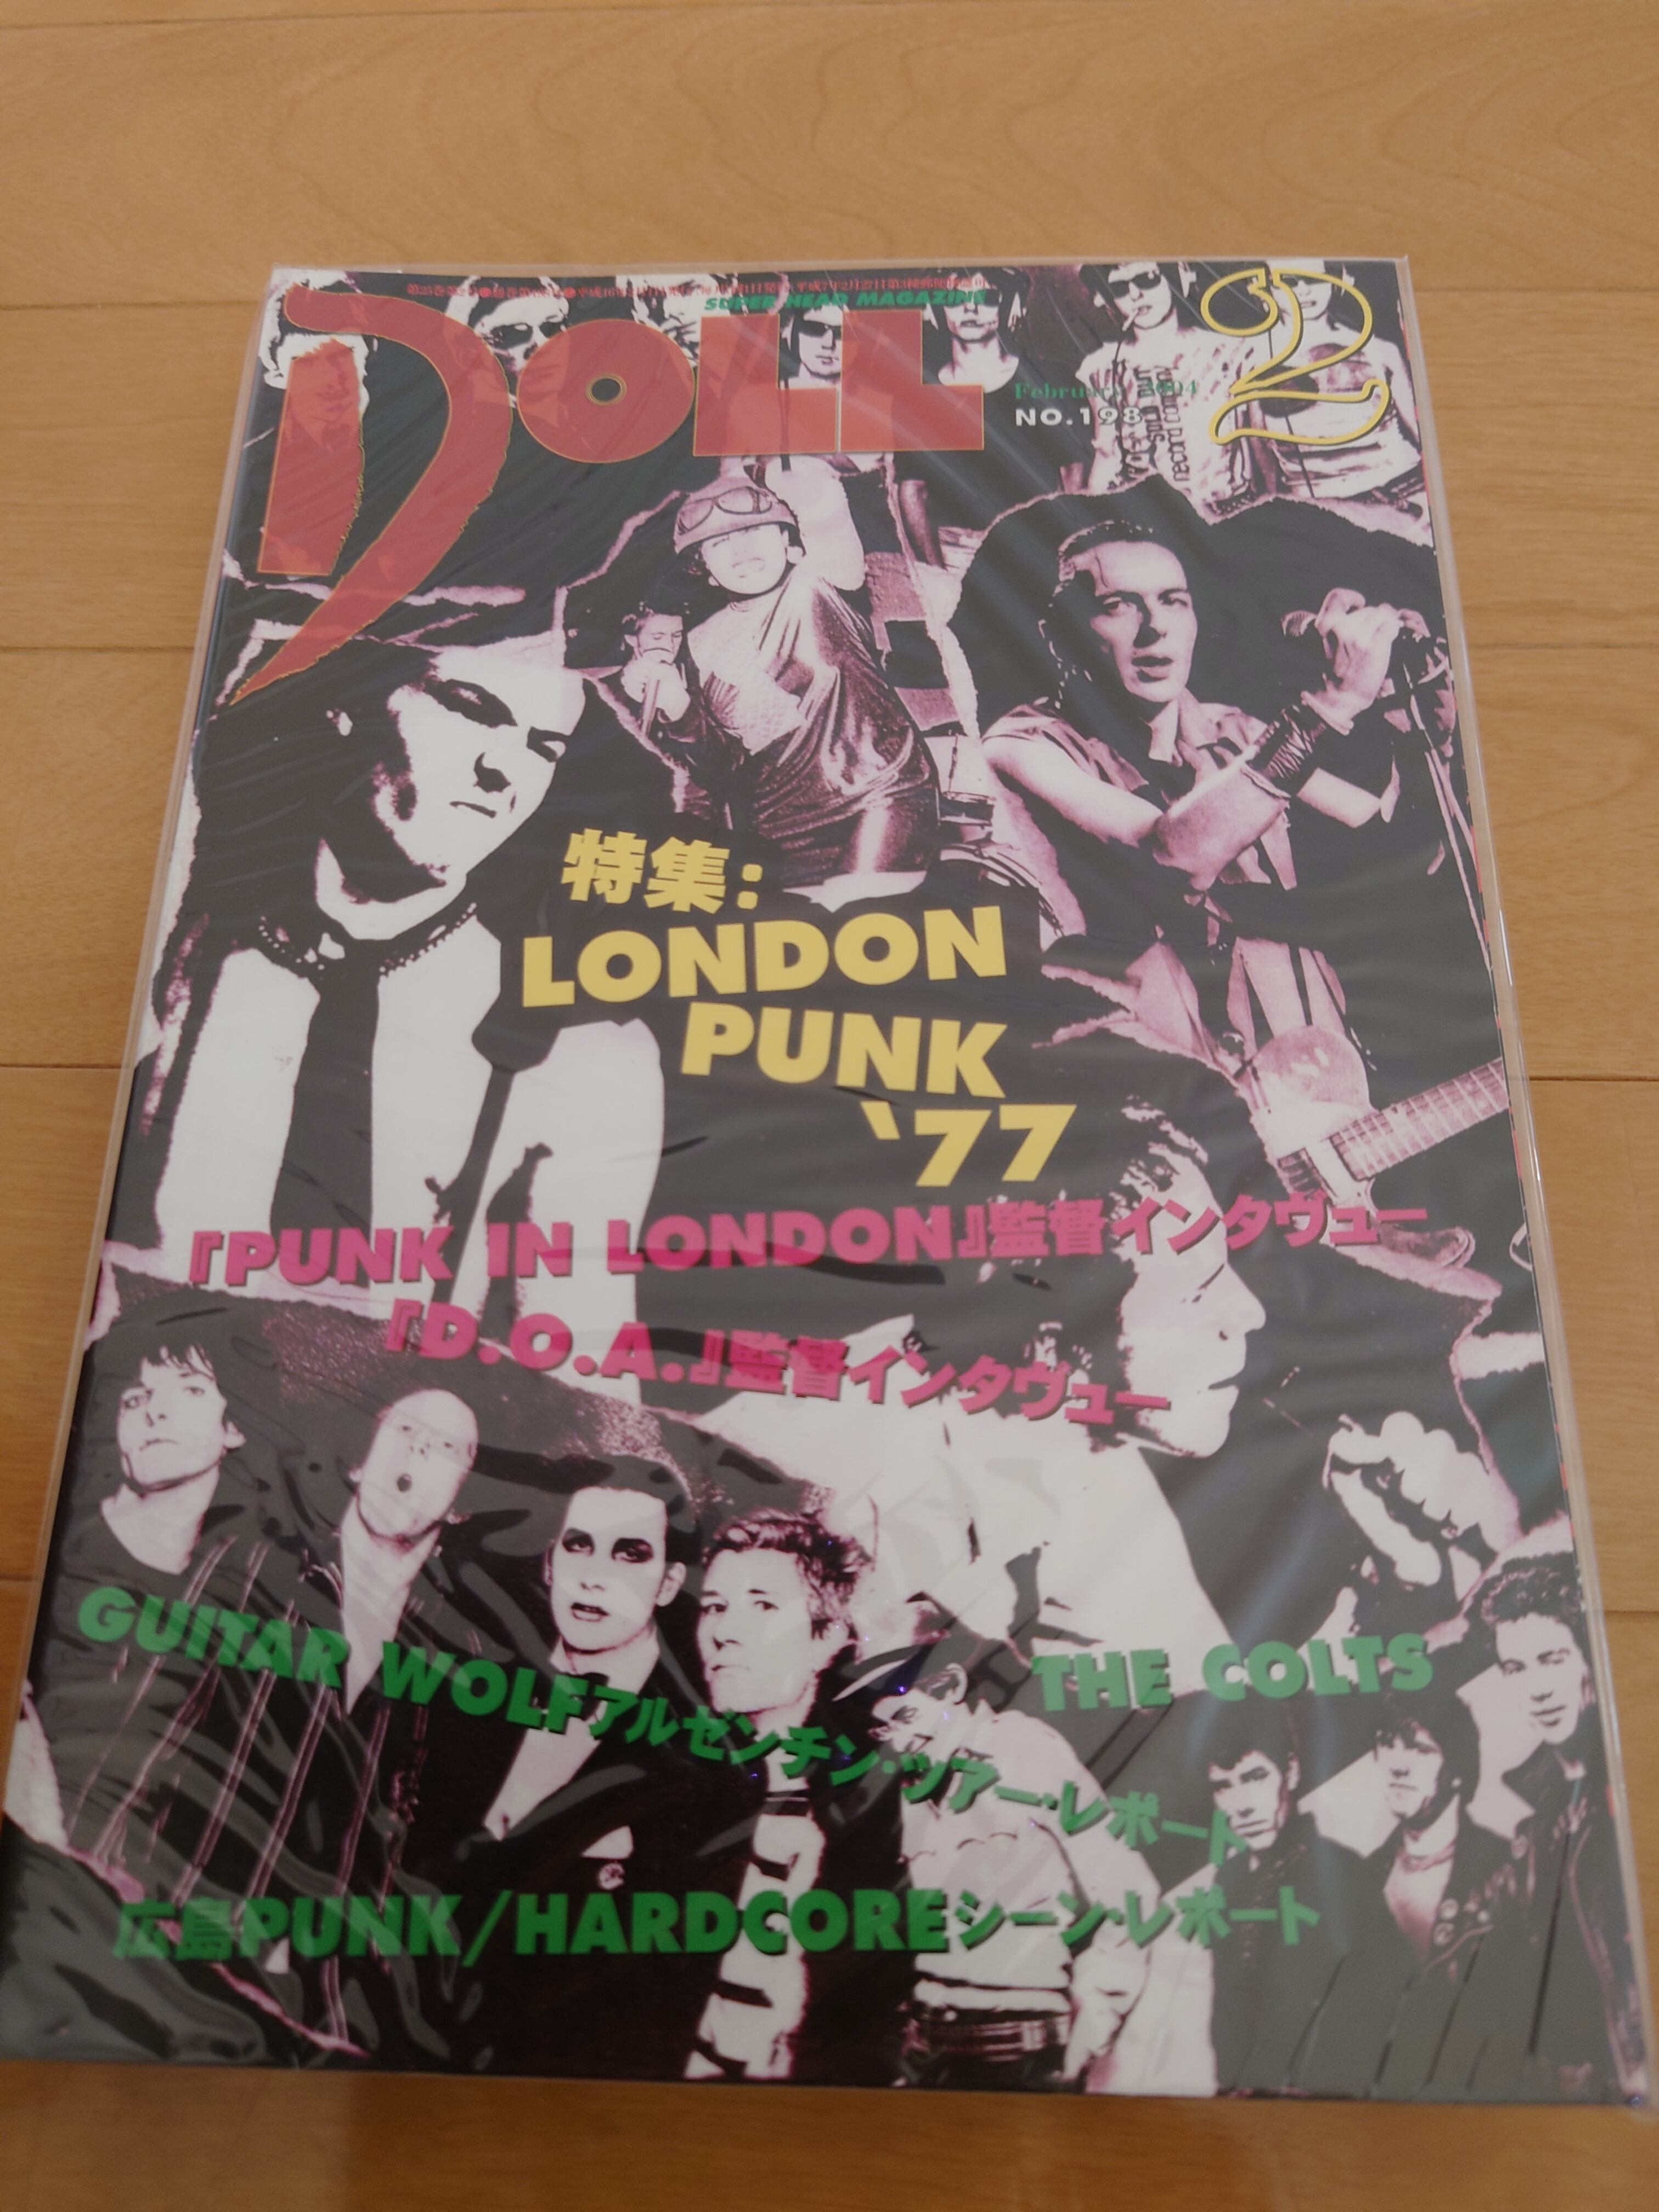 SUPER HEAD MAGAZINE
DOLL
2
February 2004
NO.198
特集:
LONDON
PUNK
'77
『PUNK IN LONDON』監督インタヴュー
『D.O.A.』監督インタヴュー
GUITAR WOLFアルゼンチン・ツアー・レポート
THE COLTS
広島PUNK/HARDCOREシーン・レポート